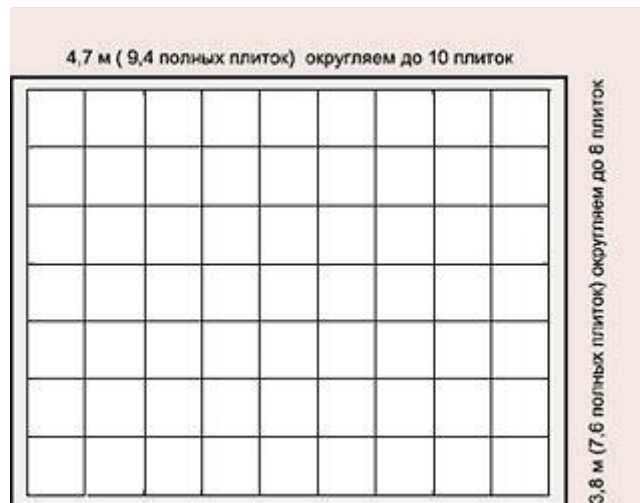 4,7 м ( 9,4 полных плиток) округляем до 10 плиток
3,8 м (7,6 полных плиток) округляем до 8 плиток